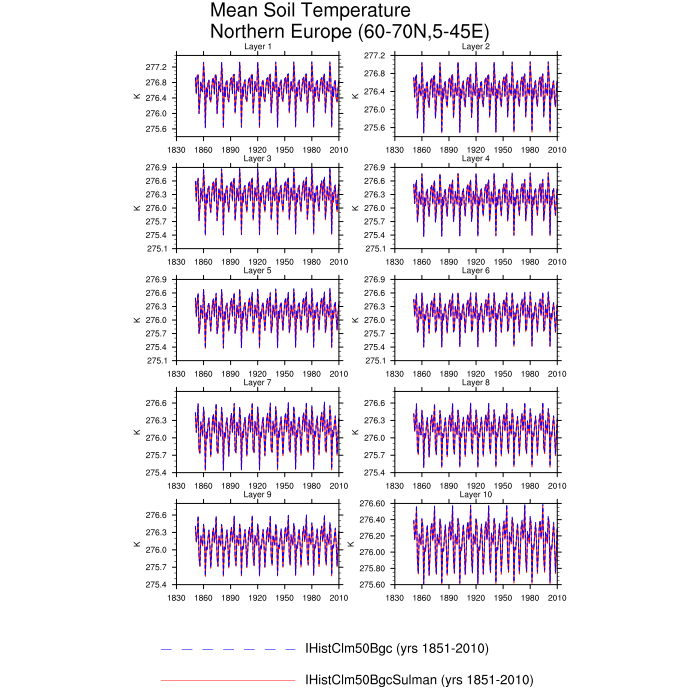 Mean Soil Temperature
Northern Europe (60-70N,5-45E)
Layer 1
Layer 2
277.2
276.8
276.4
276.0
275.6
K
1830 1860 1890 1920 1950 1980 2010
277.2
276.8
276.4
276.0
275.6
K
1830 1860 1890 1920 1950 1980 2010
Layer 3
Layer 4
276.9
276.6
276.3
276.0
275.7
275.4
275.1
K
1830 1860 1890 1920 1950 1980 2010
276.9
276.6
276.3
276.0
275.7
275.4
275.1
K
1830 1860 1890 1920 1950 1980 2010
Layer 5
Layer 6
276.9
276.6
276.3
276.0
275.7
275.4
275.1
K
1830 1860 1890 1920 1950 1980 2010
276.9
276.6
276.3
276.0
275.7
275.4
275.1
K
1830 1860 1890 1920 1950 1980 2010
Layer 7
Layer 8
276.6
276.3
276.0
275.7
275.4
K
1830 1860 1890 1920 1950 1980 2010
276.6
276.3
276.0
275.7
275.4
K
1830 1860 1890 1920 1950 1980 2010
Layer 9
Layer 10
276.6
276.3
276.0
275.7
275.4
K
1830 1860 1890 1920 1950 1980 2010
276.60
276.40
276.20
276.00
275.80
275.60
K
1830 1860 1890 1920 1950 1980 2010
IHistClm50Bgc (yrs 1851-2010)
IHistClm50BgcSulman (yrs 1851-2010)